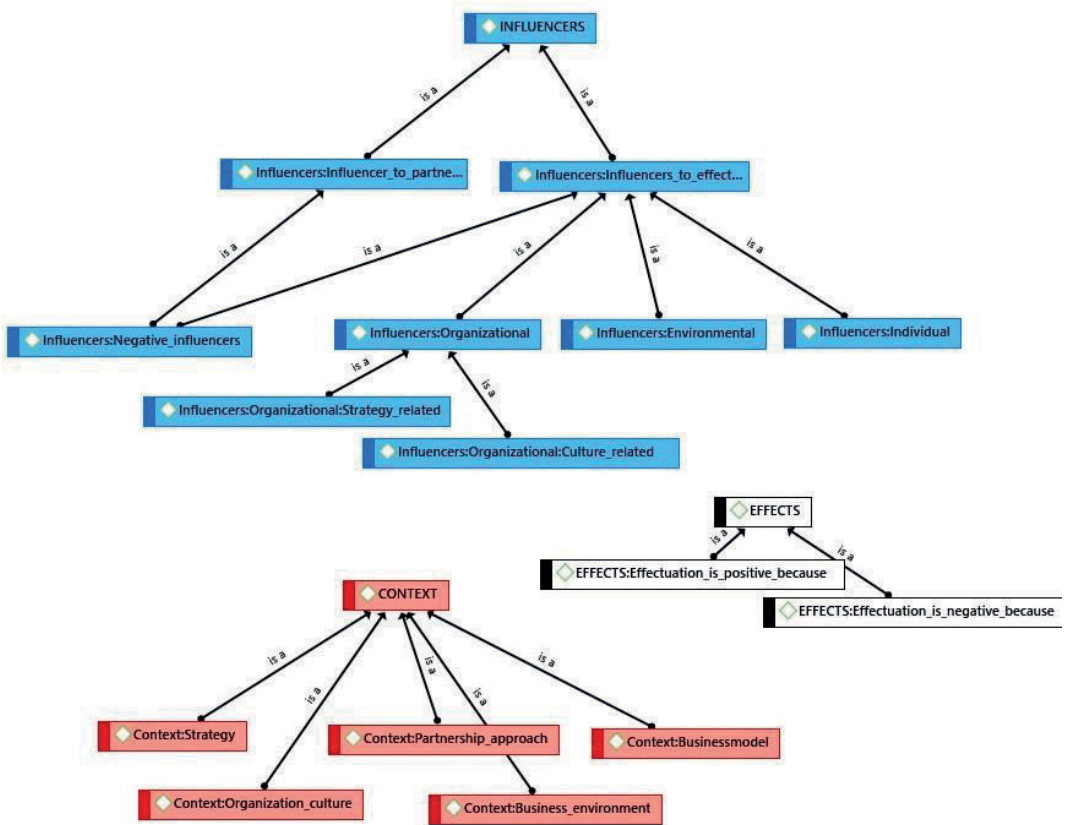 INFLUENCERS
is a
is a
Influencers:Influencer_to_partne...
Influencers:Influencers_to_effect...
is a
is a
is a
is a
is a
Influencers:Negative_influencers
Influencers:Organizational
Influencers:Environmental
Influencers:Individual
is a
is a
Influencers:Organizational:Strategy_related
Influencers:Organizational:Culture_related
EFFECTS
is a
is a
EFFECTS:Effectuation_is_positive_because
EFFECTS:Effectuation_is_negative_because
CONTEXT
is a
is a
is a
is a
is a
Context:Strategy
Context:Partnership_approach
Context:Businessmodel
Context:Organization_culture
Context:Business_environment